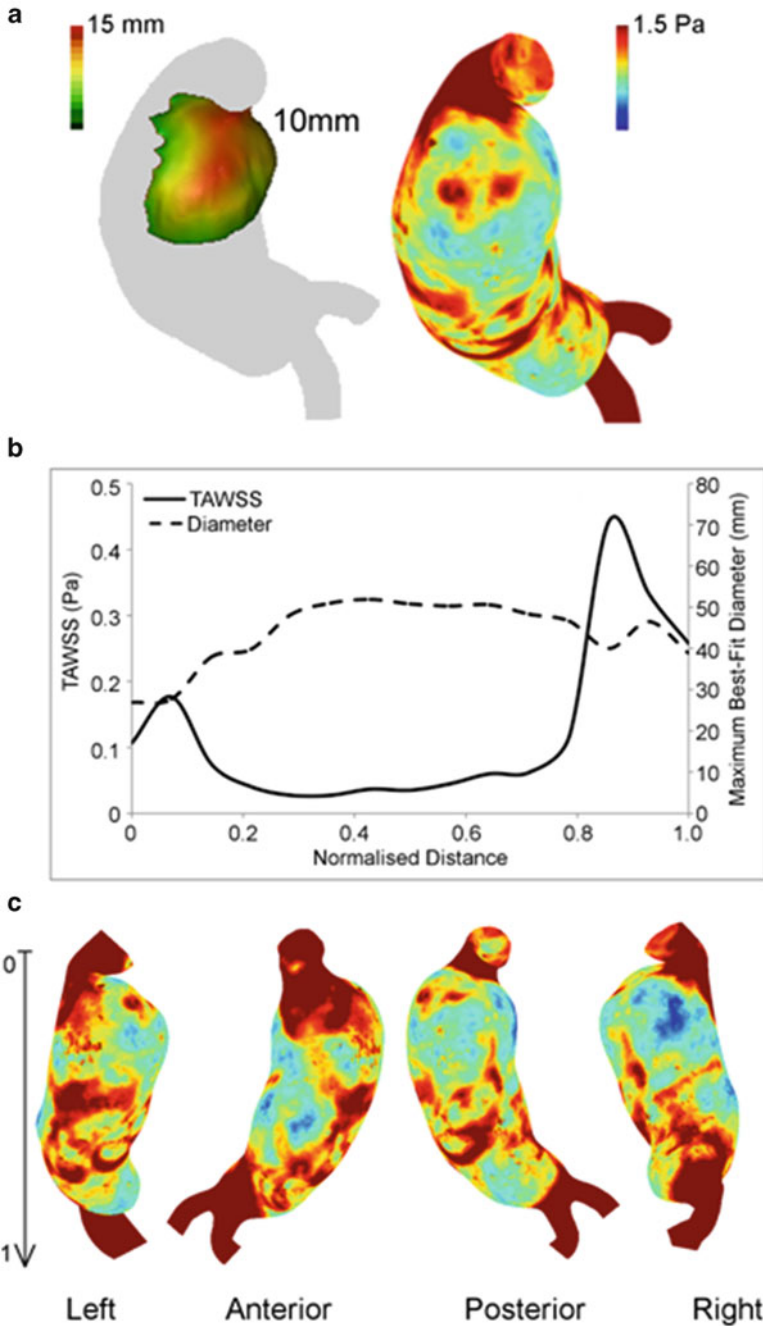 a
15 mm
10mm
1.5 Pa
b
TAWSS
Diameter
TAWSS (Pa)
0.5
0.4
0.3
0.2
0.1
0
80
70
60
50
40
30
20
10
0
Maximum Best-Fit Diameter (mm)
0 0.2 0.4 0.6 0.8 1.0
Normalised Distance
c
0
1
Left Anterior Posterior Right